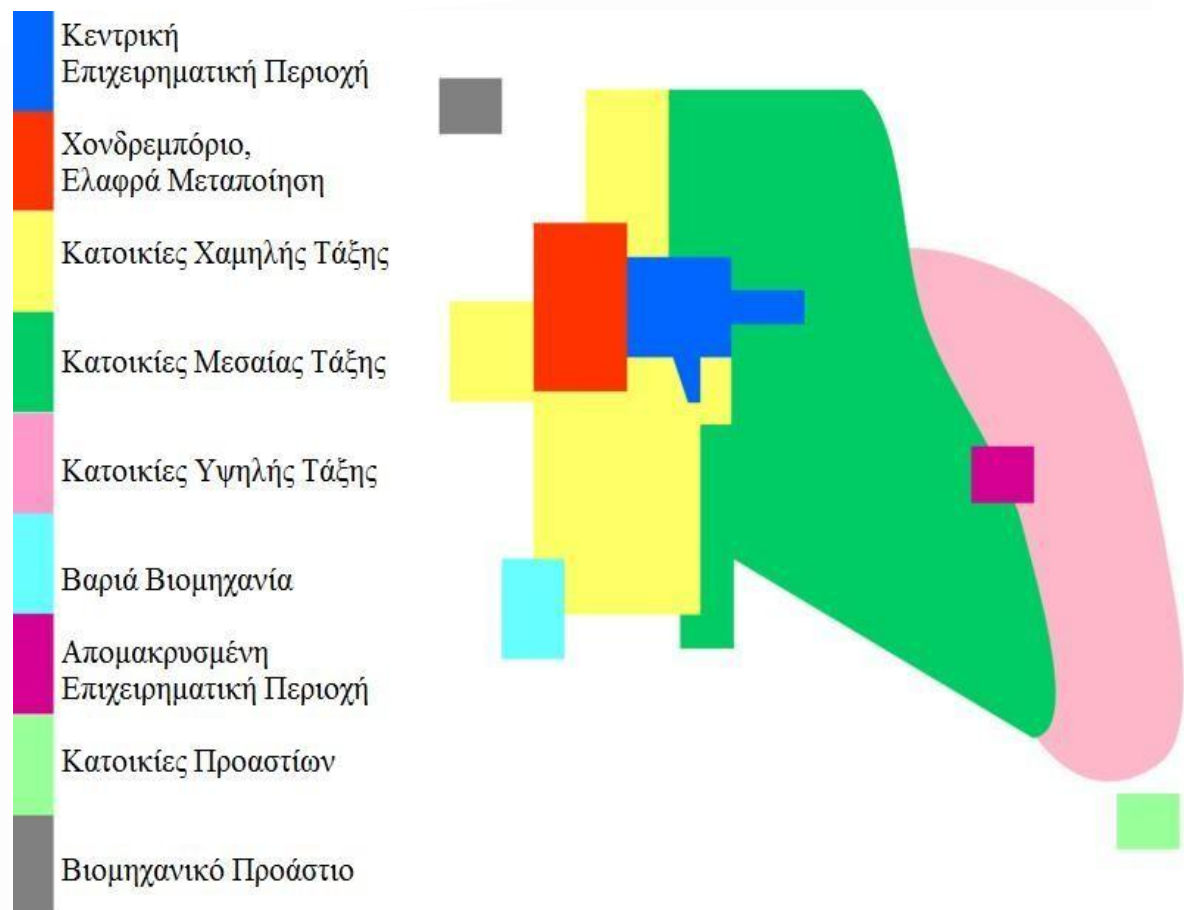 Κεντρική
Επιχειρηματική Περιοχή
Χονδρεμπόριο,
Ελαφρά Μεταποίηση
Κατοικίες Χαμηλής Τάξης
Κατοικίες Μεσαίας Τάξης
Κατοικίες Υψηλής Τάξης
Βαριά Βιομηχανία
Απομακρυσμένη
Επιχειρηματική Περιοχή
Κατοικίες Προαστίων
Βιομηχανικό Προάστιο